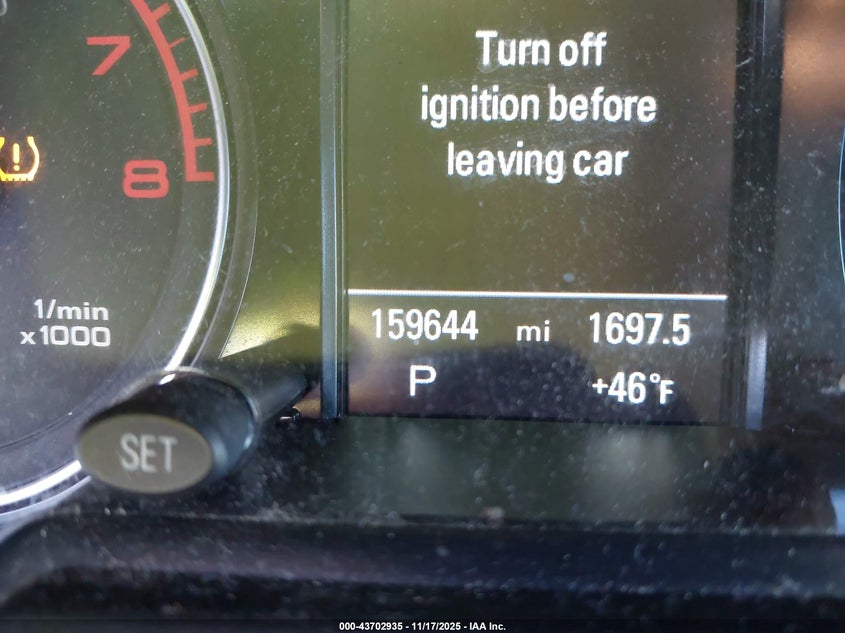 7
8
1/min
x1000
SET
Turn off
ignition before
leaving car
159644 mi 1697.5
P +46°F
000-43702935 - 11/17/2025 - IAA Inc.